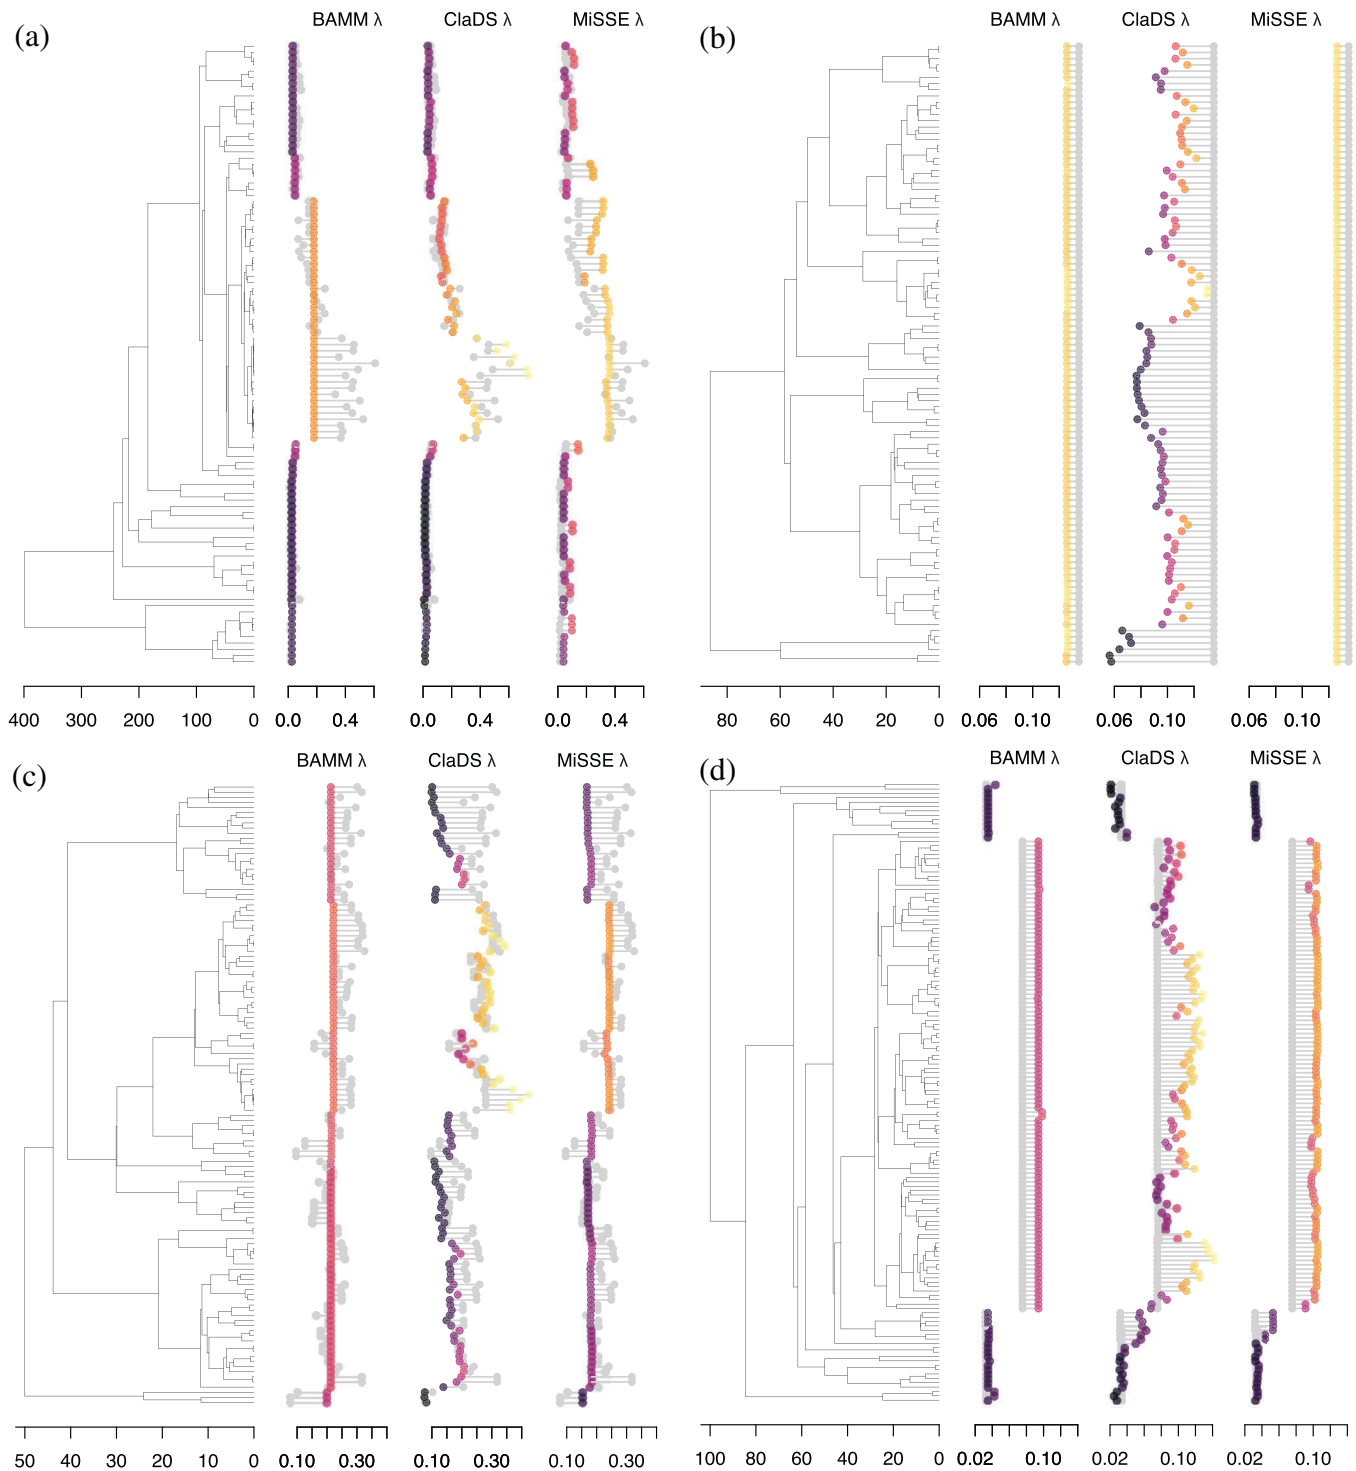 (a) BAMM λ ClaDS λ MiSSE λ
400 300 200 100 0 0.0 0.4 0.0 0.4 0.0 0.4
(b) BAMM λ ClaDS λ MiSSE λ
80 60 40 20 0 0.06 0.10 0.06 0.10 0.06 0.10
(c) BAMM λ ClaDS λ MiSSE λ
50 40 30 20 10 0 0.10 0.30 0.10 0.30 0.10 0.30
(d) BAMM λ ClaDS λ MiSSE λ
100 80 60 40 20 0 0.02 0.10 0.02 0.10 0.02 0.10